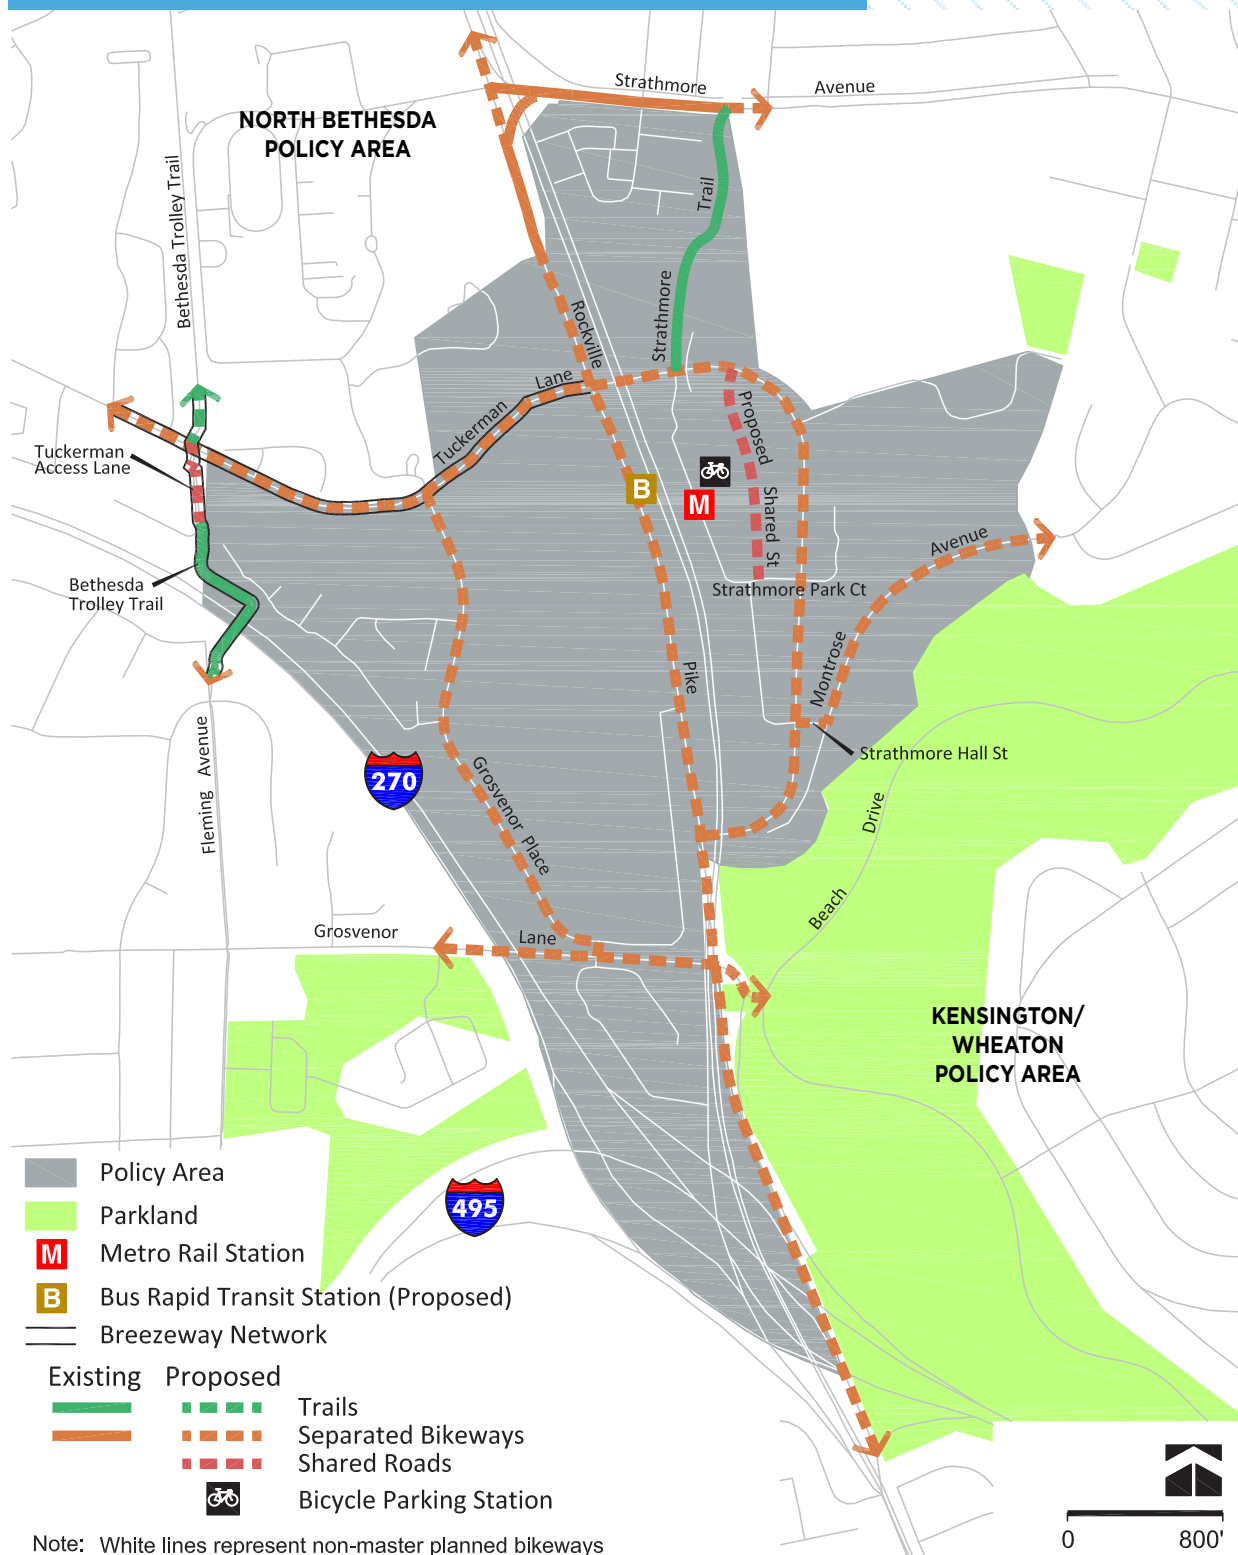 Strathmore
Avenue
NORTH BETHESDA
POLICY AREA
Bethesda Trolley Trail
Trail
Strathmore
Rockville
Lane
Tuckerman
Proposed
Shared St
Tuckerman
Access Lane
B
M
Avenue
Bethesda
Trolley Trail
Strathmore Park Ct
Montrose
Pike
Strathmore Hall St
Fleming Avenue
270
Grosvenor Place
Drive
Beach
Grosvenor
Lane
KENSINGTON/
WHEATON
POLICY AREA
495
Policy Area
Parkland
M Metro Rail Station
B Bus Rapid Transit Station (Proposed)
Breezeway Network
Existing Proposed
Trails
Separated Bikeways
Shared Roads
Bicycle Parking Station
Note: White lines represent non-master planned bikeways
0 800'